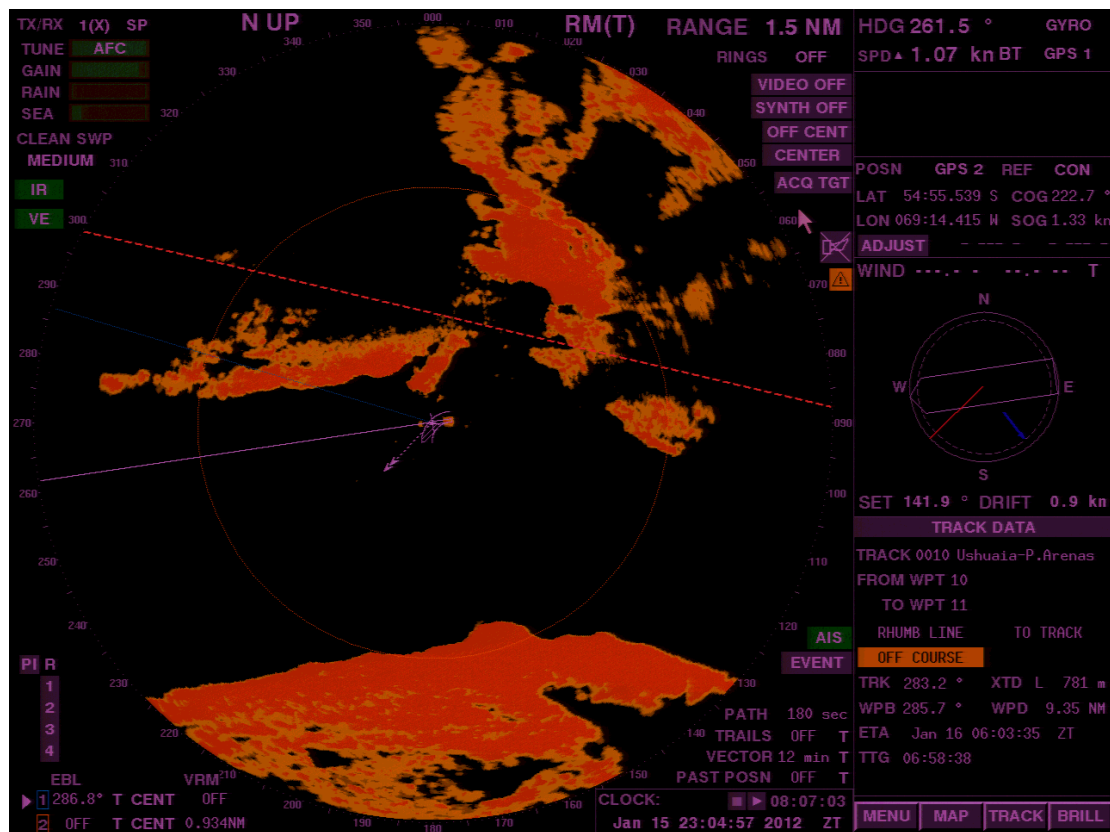 TX/RX 1(X) SP N UP RM(T) RANGE 1.5 NM HDG 261.5 ° GYRO
TUNE AFC RINGS OFF SPD 1.07 kn BT GPS 1
GAIN
RAIN
SEA
CLEAN SWP
MEDIUM
IR
VE
VIDEO OFF
SYNTH OFF
OFF CENT
CENTER
ACQ TGT
350 000 010 020 030 040 050 060 070 080 090 100 110 120 130 140 150 160 170 180 190 200 210 220 230 240 250 260 270 280 290 300 310 320 330 340
POSN GPS 2 REF CON
LAT 54:55.539 S COG 222.7 °
LON 069:14.415 W SOG 1.33 kn
ADJUST - --- - - --- -
WIND ---.- ° --.-- T
N
W E
S
SET 141.9 ° DRIFT 0.9 kn
TRACK DATA
TRACK 0010 Ushuaia-P.Arenas
FROM WPT 10
TO WPT 11
RHUMB LINE TO TRACK
OFF COURSE
TRK 283.2 ° XTD L 781 m
WPB 285.7 ° WPD 9.35 NM
ETA Jan 16 06:03:35 ZT
TTG 06:58:38
MENU MAP TRACK BRILL
AIS
EVENT
PATH 180 sec
TRAILS OFF T
VECTOR 12 min T
PAST POSN OFF T
CLOCK: 08:07:03
Jan 15 23:04:57 2012 ZT
PI R
1
2
3
4
EBL VRM
1 286.8° T CENT OFF
2 OFF T CENT 0.934NM